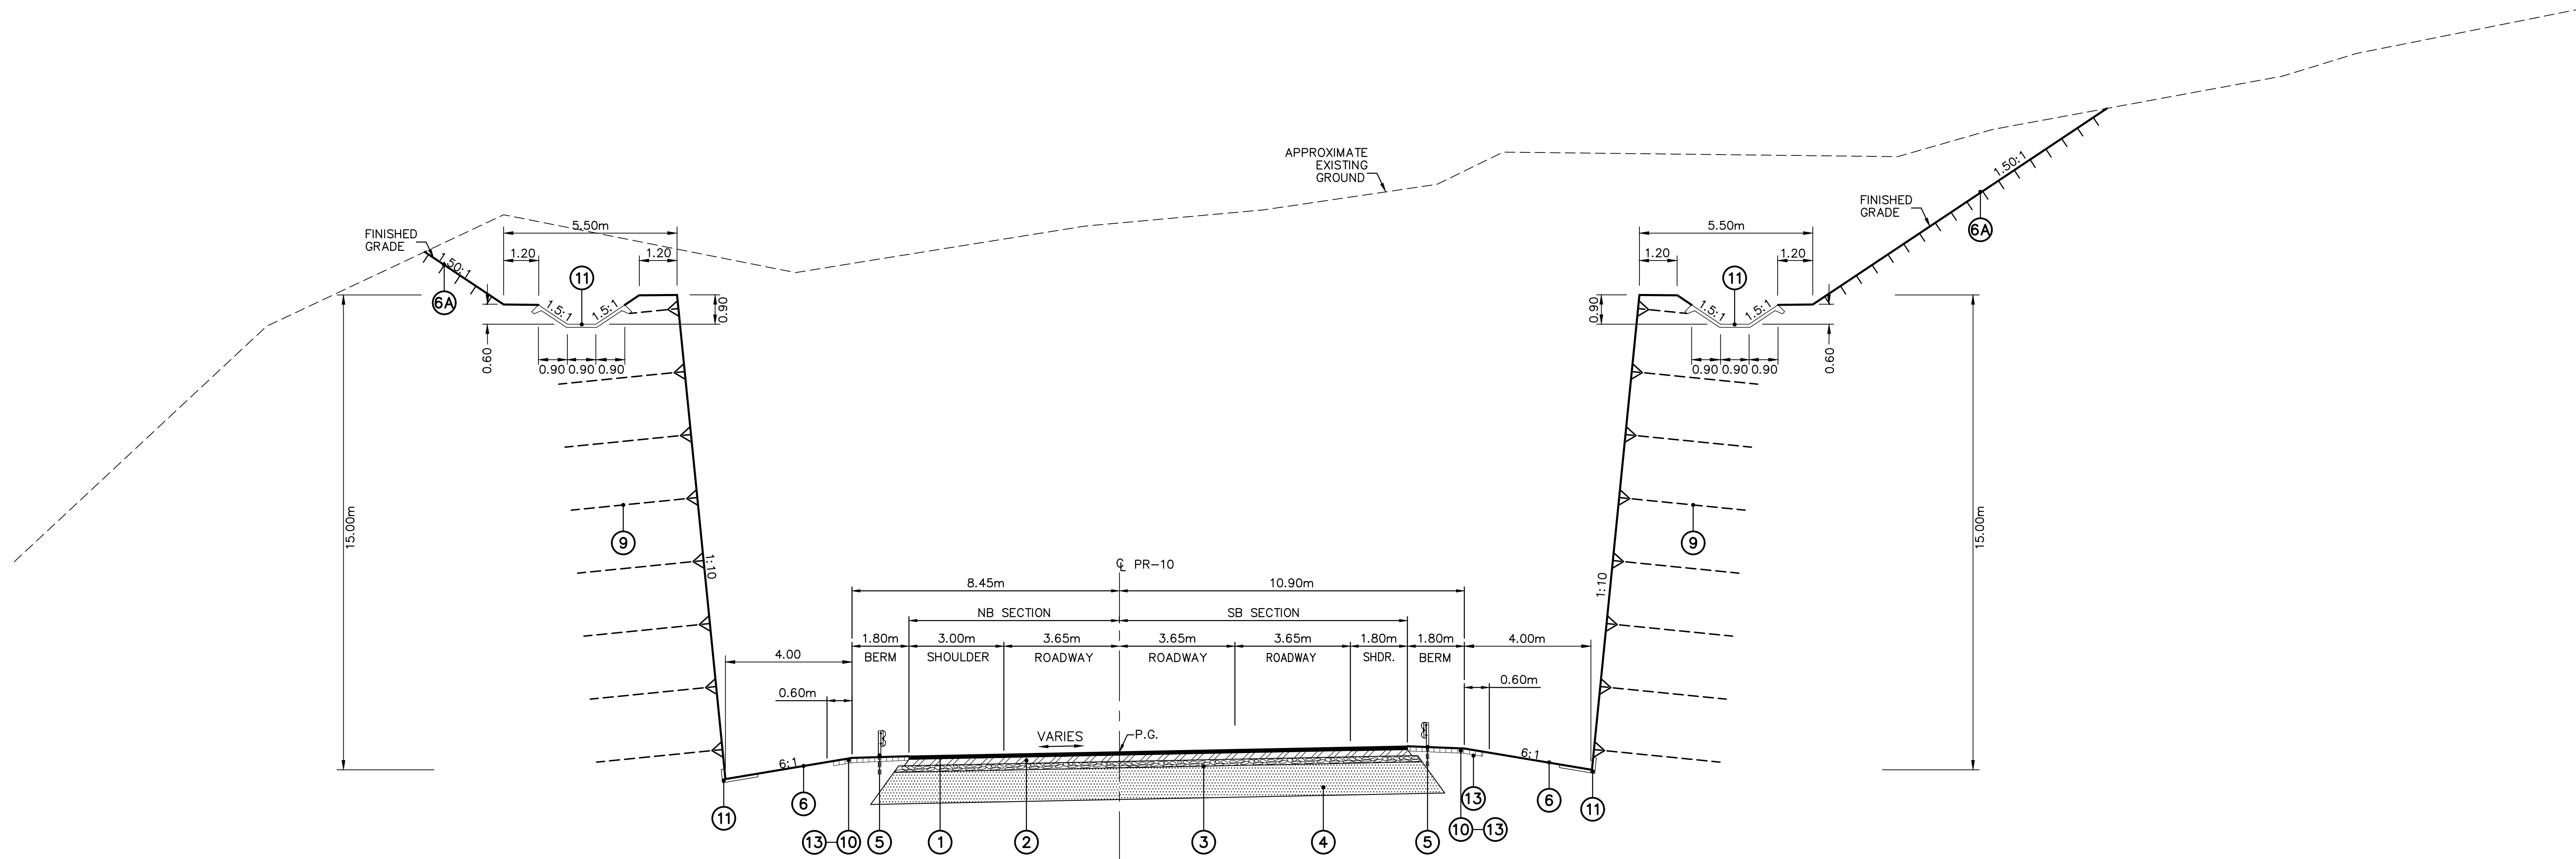 APPROXIMATE
EXISTING
GROUND
1.50:1
FINISHED
GRADE
6A
FINISHED
GRADE
1.50:1
6A
5.50m
1.20
1.20
11
1.5:1
1.5:1
0.90
0.60
0.90 0.90 0.90
5.50m
1.20
1.20
11
1.5:1
1.5:1
0.90
0.60
0.90 0.90 0.90
15.00m
15.00m
9
9
1:10
1:10
℄ PR-10
8.45m
10.90m
NB SECTION
SB SECTION
1.80m
3.00m
3.65m
3.65m
3.65m
1.80m
1.80m
4.00m
4.00
BERM
SHOULDER
ROADWAY
ROADWAY
ROADWAY
SHDR.
BERM
0.60m
0.60m
VARIES
P.G.
6:1
6:1
11
6
13
10
5
1
2
3
4
5
10
13
13
6
11